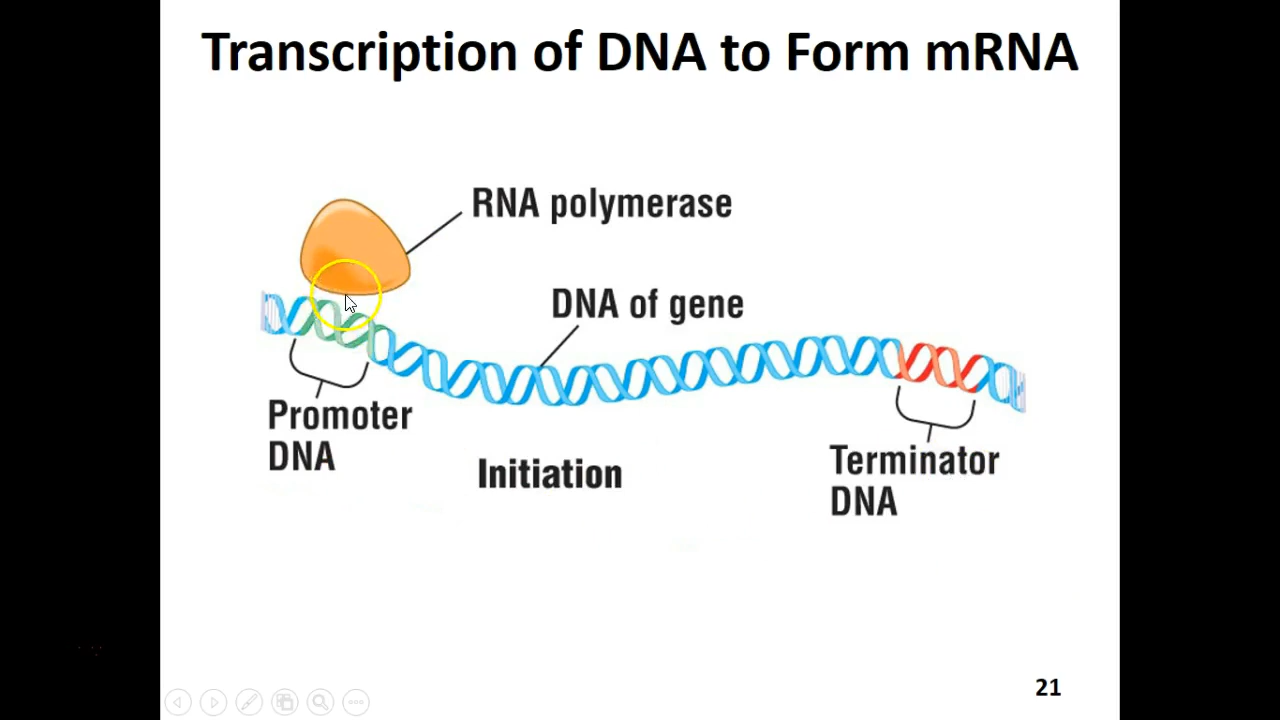 Transcription of DNA to Form mRNA
RNA polymerase
DNA of gene
Promoter
DNA
Initiation
Terminator
DNA
21